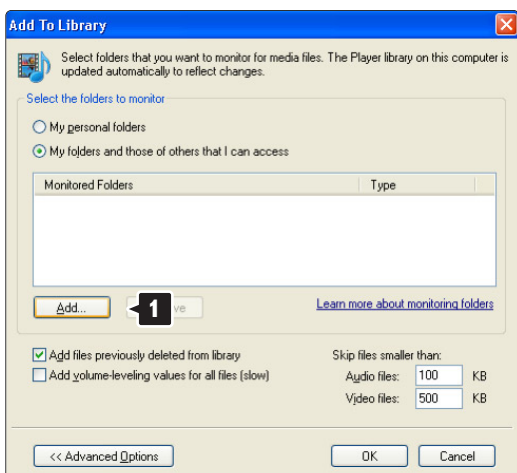 Add To Library
Select folders that you want to monitor for media files. The Player library on this computer is
updated automatically to reflect changes.
Select the folders to monitor
My personal folders
My folders and those of others that I can access
Monitored Folders Type
Add... 1 ve Learn more about monitoring folders
Add files previously deleted from library Skip files smaller than:
Add volume-leveling values for all files (slow) Audio files: 100 KB
Video files: 500 KB
<< Advanced Options OK Cancel